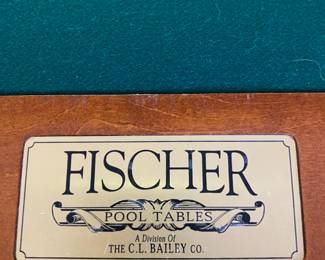 FISCHER
POOL TABLES
A Division Of
THE C.L. BAILEY CO.